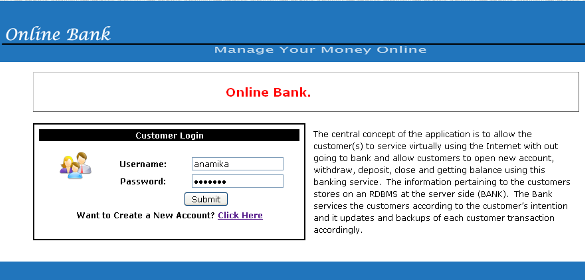 Online Bank
Manage Your Money Online
Online Bank.
Customer Login
Username: anamika
Password: •••••••
Submit
Want to Create a New Account? Click Here
The central concept of the application is to allow the
customer(s) to service virtually using the Internet with out
going to bank and allow customers to open new account,
withdraw, deposit, close and getting balance using this
banking service. The information pertaining to the customers
stores on an RDBMS at the server side (BANK). The Bank
services the customers according to the customer's intention
and it updates and backups of each customer transaction
accordingly.